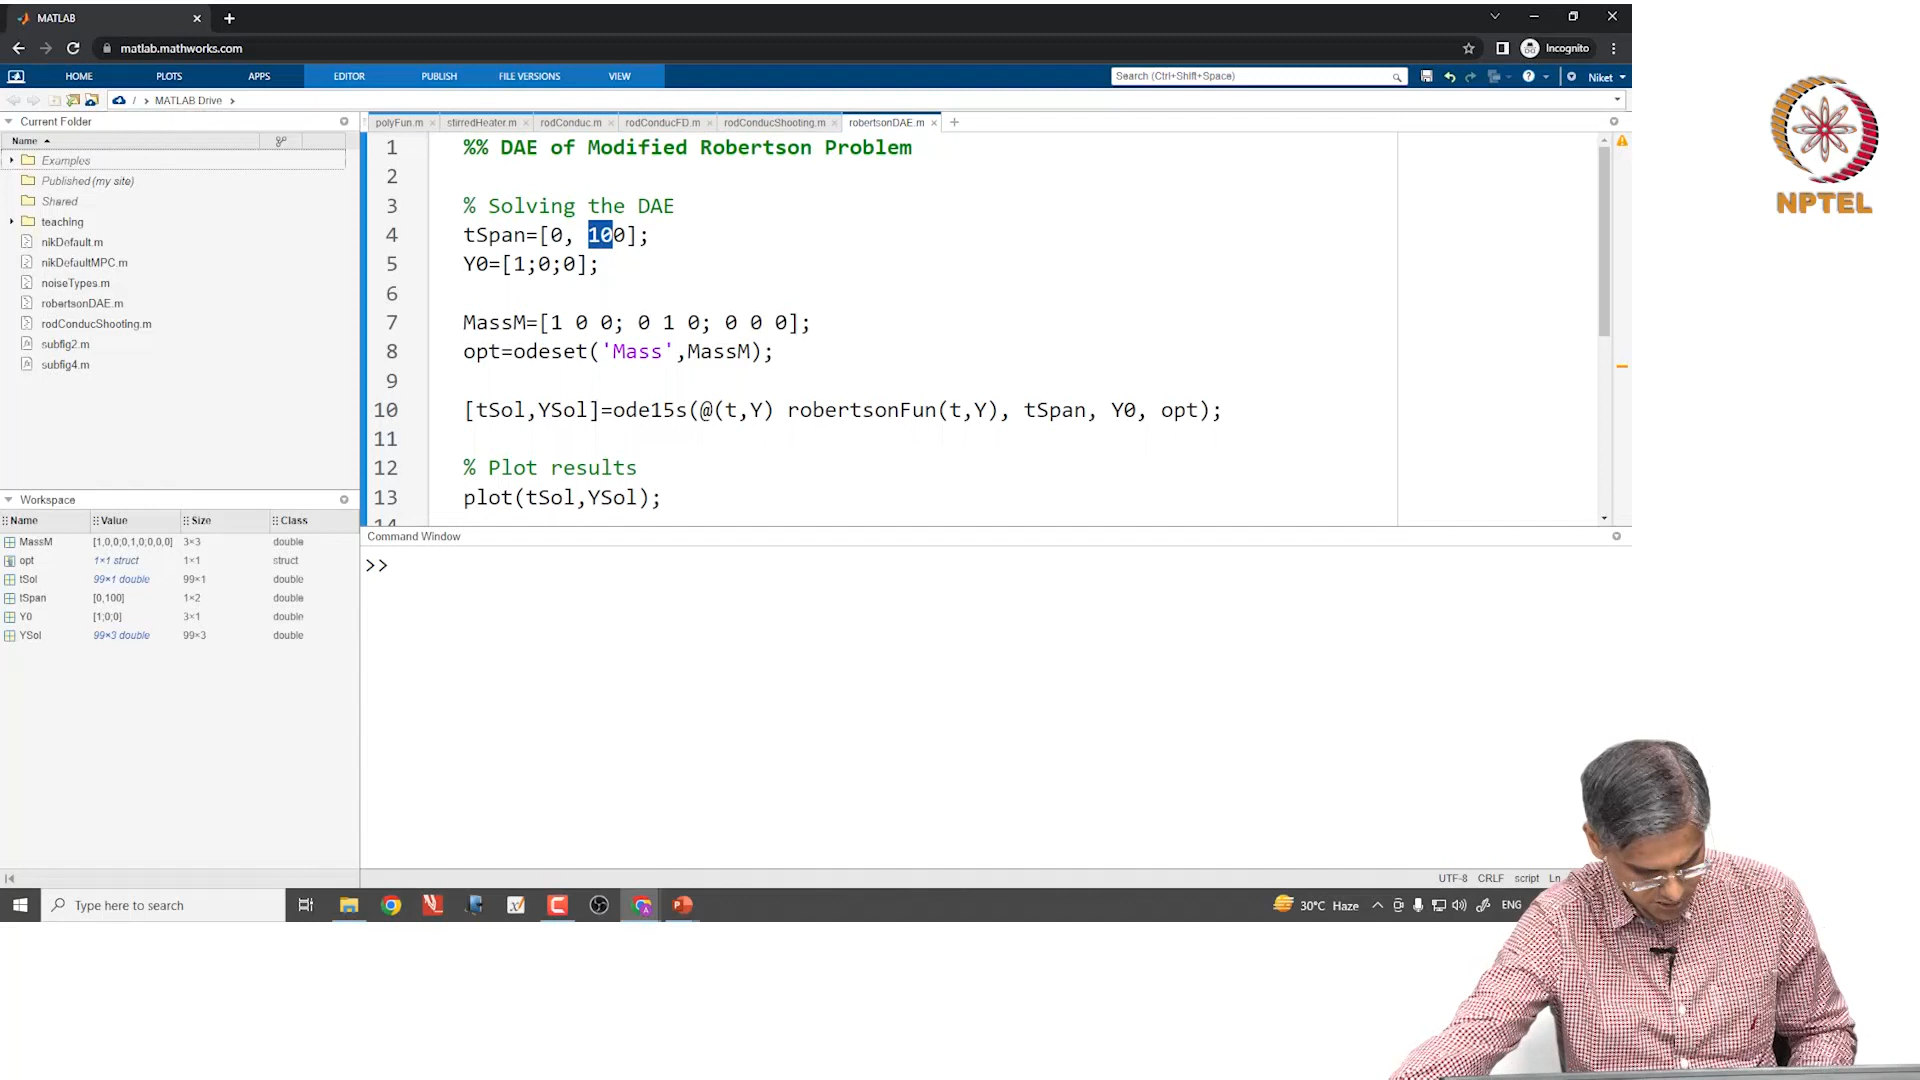 MATLAB
matlab.mathworks.com
Incognito
HOME PLOTS APPS EDITOR PUBLISH FILE VERSIONS VIEW
Search (Ctrl+Shift+Space)
Niket
/ MATLAB Drive
Current Folder
Name
Examples
Published (my site)
Shared
teaching
nikDefault.m
nikDefaultMPC.m
noiseTypes.m
robertsonDAE.m
rodConducShooting.m
subfig2.m
subfig4.m
Workspace
Name Value Size Class
MassM [1,0,0;0,1,0;0,0,0] 3×3 double
opt 1×1 struct 1×1 struct
tSol 99×1 double 99×1 double
tSpan [0,100] 1×2 double
Y0 [1;0;0] 3×1 double
YSol 99×3 double 99×3 double
polyFun.m stirredHeater.m rodConduc.m rodConducFD.m rodConducShooting.m robertsonDAE.m
1 %% DAE of Modified Robertson Problem
2
3 % Solving the DAE
4 tSpan=[0, 100];
5 Y0=[1;0;0];
6
7 MassM=[1 0 0; 0 1 0; 0 0 0];
8 opt=odeset('Mass',MassM);
9
10 [tSol,YSol]=ode15s(@(t,Y) robertsonFun(t,Y), tSpan, Y0, opt);
11
12 % Plot results
13 plot(tSol,YSol);
14
Command Window
>>
UTF-8 CRLF script Ln
Type here to search
30°C Haze
ENG
NPTEL